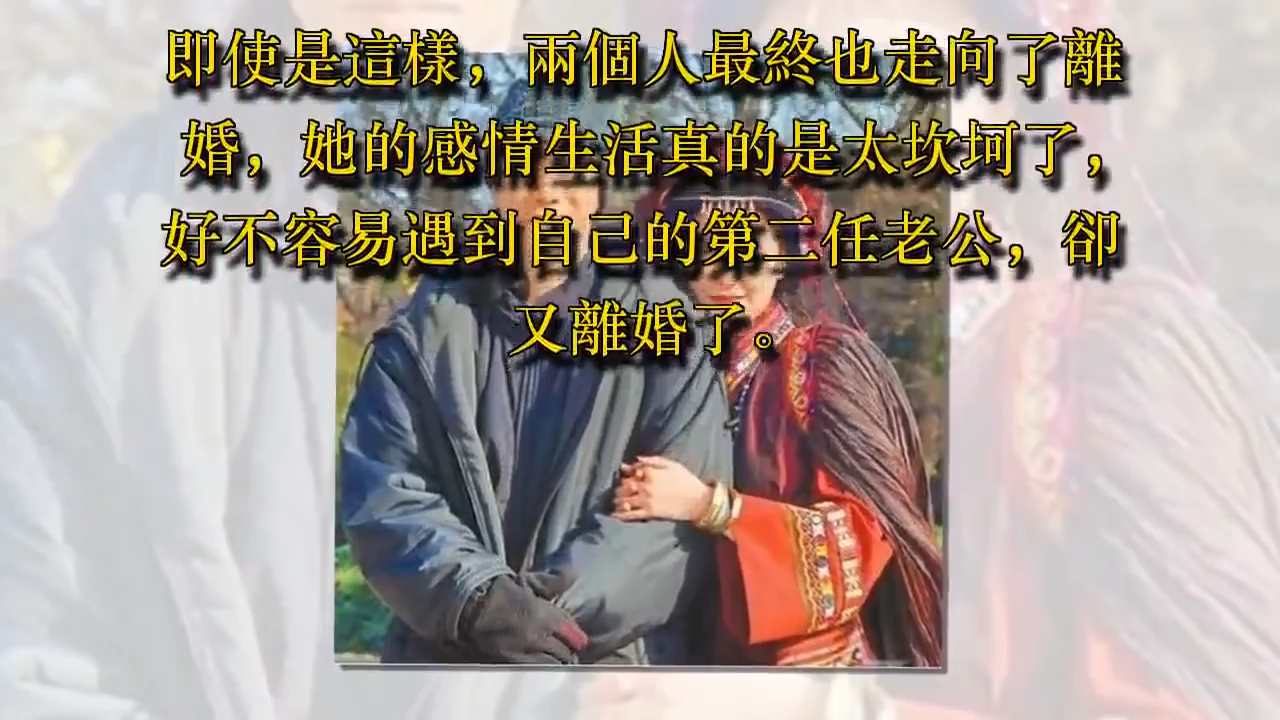 即使是這樣，兩個人最終也走向了離
婚，她的感情生活真的是太坎坷了，
好不容易遇到自己的第二任老公，卻
又離婚了。